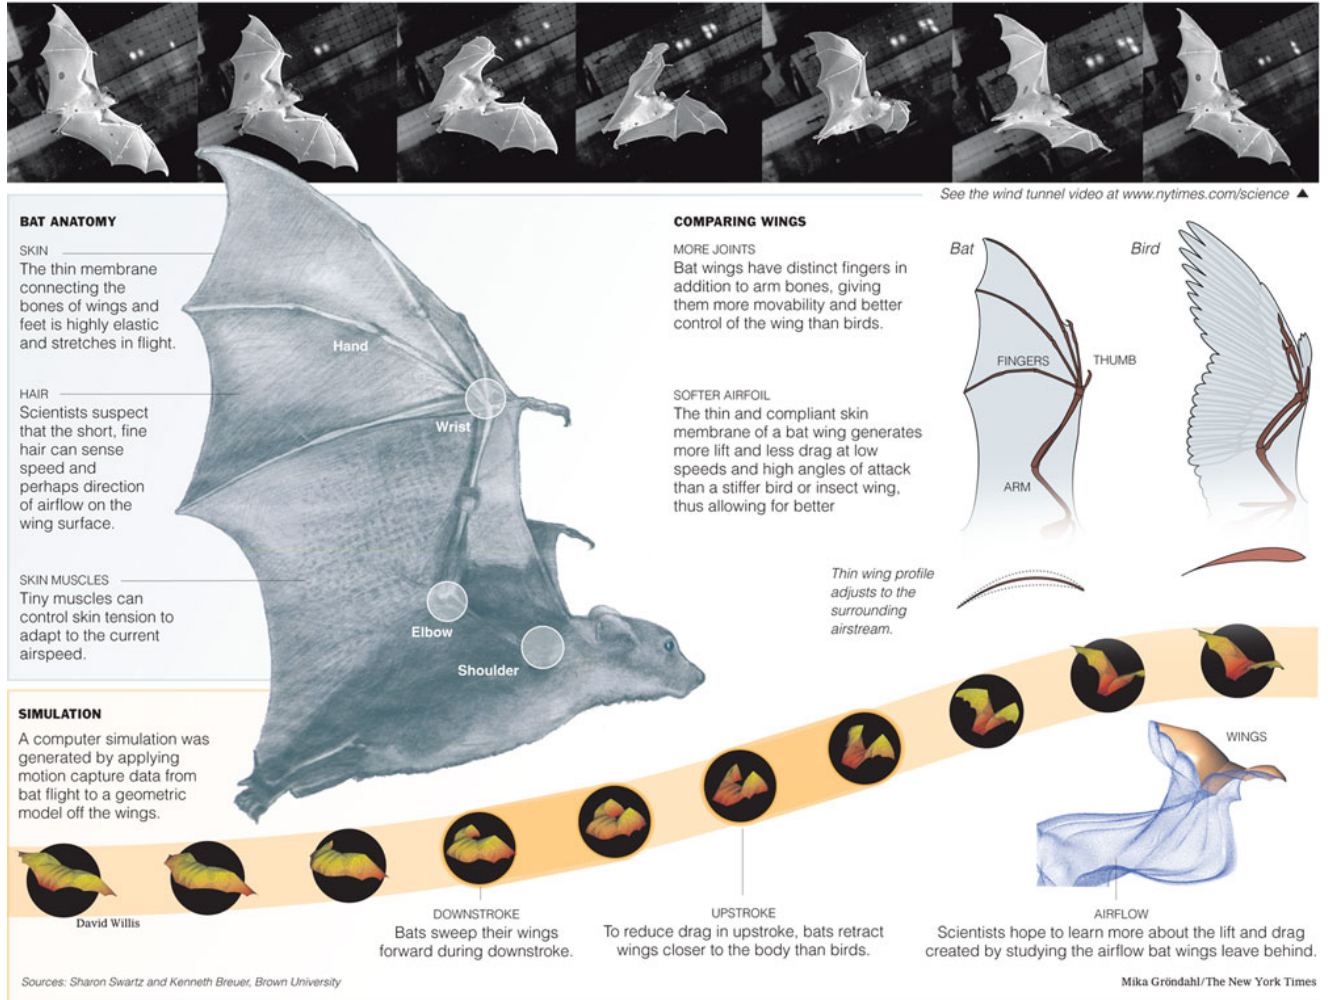 See the wind tunnel video at www.nytimes.com/science ▲
BAT ANATOMY
SKIN
The thin membrane
connecting the
bones of wings and
feet is highly elastic
and stretches in flight.
HAIR
Scientists suspect
that the short, fine
hair can sense
speed and
perhaps direction
of airflow on the
wing surface.
SKIN MUSCLES
Tiny muscles can
control skin tension to
adapt to the current
airspeed.
Hand
Wrist
Elbow
Shoulder
COMPARING WINGS
MORE JOINTS
Bat wings have distinct fingers in
addition to arm bones, giving
them more movability and better
control of the wing than birds.
SOFTER AIRFOIL
The thin and compliant skin
membrane of a bat wing generates
more lift and less drag at low
speeds and high angles of attack
than a stiffer bird or insect wing,
thus allowing for better
Bat
Bird
FINGERS
THUMB
ARM
Thin wing profile
adjusts to the
surrounding
airstream.
SIMULATION
A computer simulation was
generated by applying
motion capture data from
bat flight to a geometric
model off the wings.
David Willis
DOWNSTROKE
Bats sweep their wings
forward during downstroke.
UPSTROKE
To reduce drag in upstroke, bats retract
wings closer to the body than birds.
WINGS
AIRFLOW
Scientists hope to learn more about the lift and drag
created by studying the airflow bat wings leave behind.
Sources: Sharon Swartz and Kenneth Breuer, Brown University
Mika Gröndahl/The New York Times